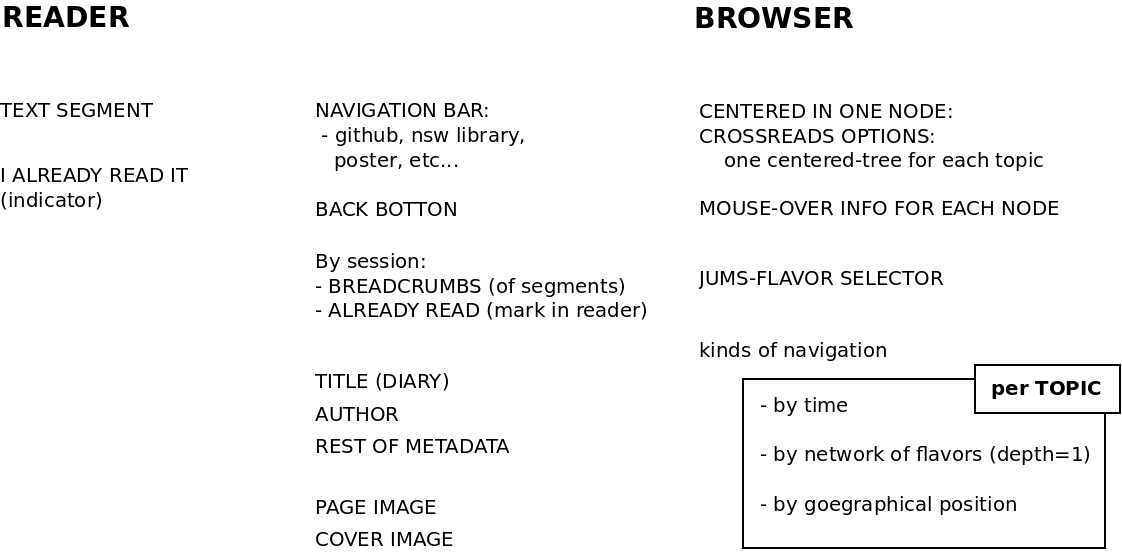 READER
TEXT SEGMENT
I ALREADY READ IT
(indicator)
NAVIGATION BAR:
- github, nsw library,
poster, etc...
BACK BOTTON
By session:
- BREADCRUMBS (of segments)
- ALREADY READ (mark in reader)
TITLE (DIARY)
AUTHOR
REST OF METADATA
PAGE IMAGE
COVER IMAGE
BROWSER
CENTERED IN ONE NODE:
CROSSREADS OPTIONS:
one centered-tree for each topic
MOUSE-OVER INFO FOR EACH NODE
JUMS-FLAVOR SELECTOR
kinds of navigation
per TOPIC
- by time
- by network of flavors (depth=1)
- by goegraphical position